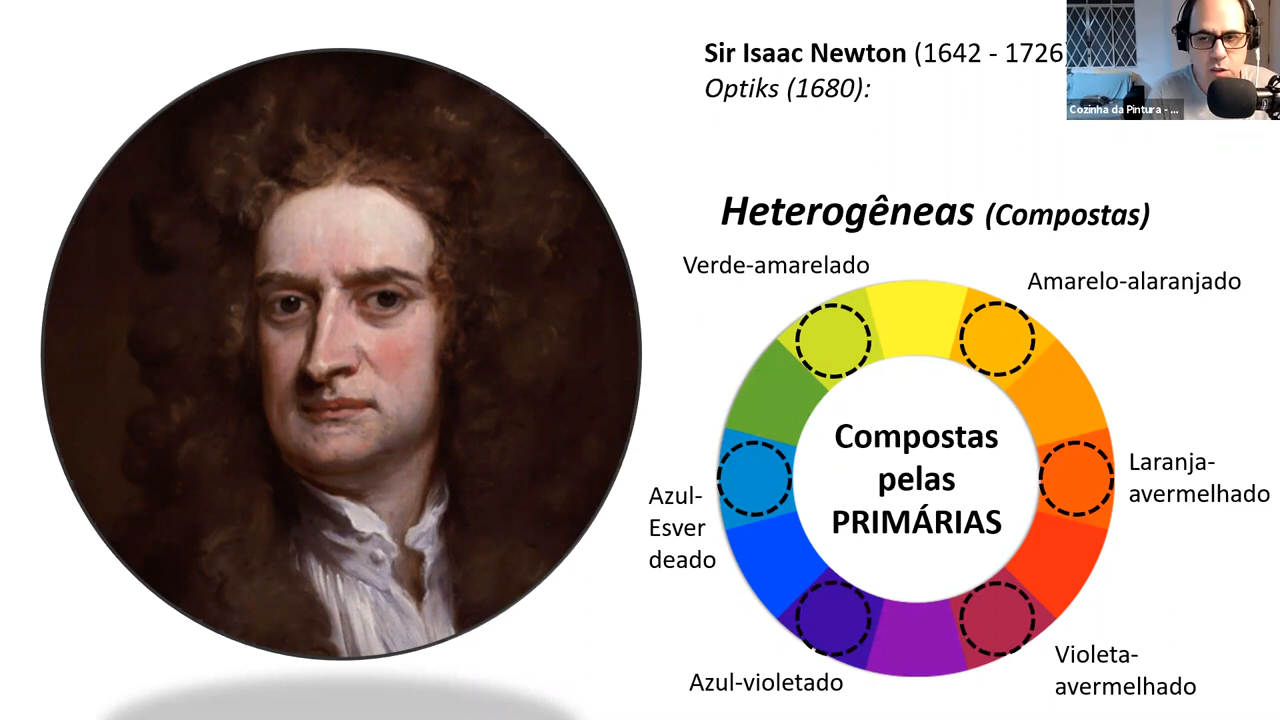 Sir Isaac Newton (1642 - 1726)
Optiks (1680):
Cozinha da Pintura - ...
Heterogêneas (Compostas)
Verde-amarelado
Amarelo-alaranjado
Compostas
pelas
PRIMÁRIAS
Laranja-
avermelhado
Azul-
Esver
deado
Azul-violetado
Violeta-
avermelhado